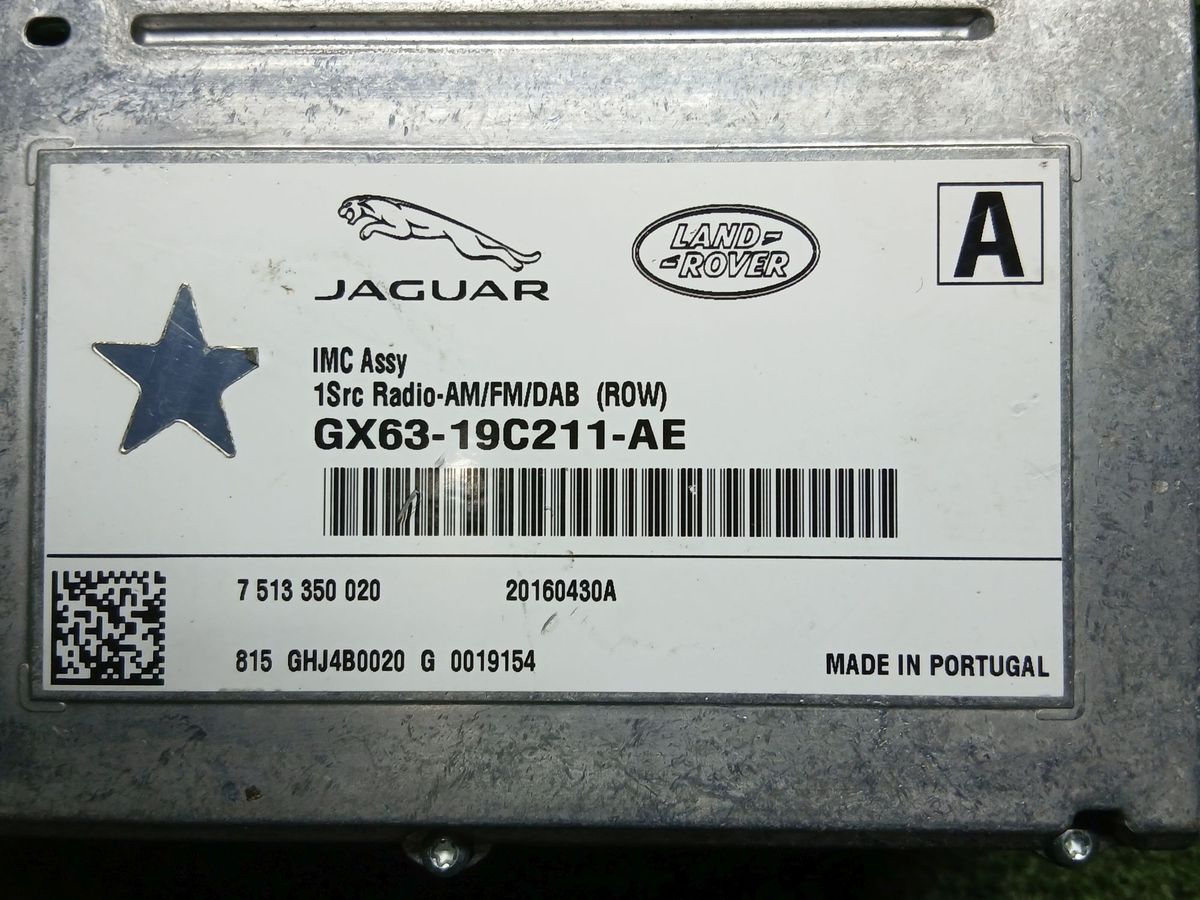 JAGUAR
LAND-
-ROVER
A
IMC Assy
1Src Radio-AM/FM/DAB (ROW)
GX63-19C211-AE
7 513 350 020 20160430A
815 GHJ4B0020 G 0019154 MADE IN PORTUGAL